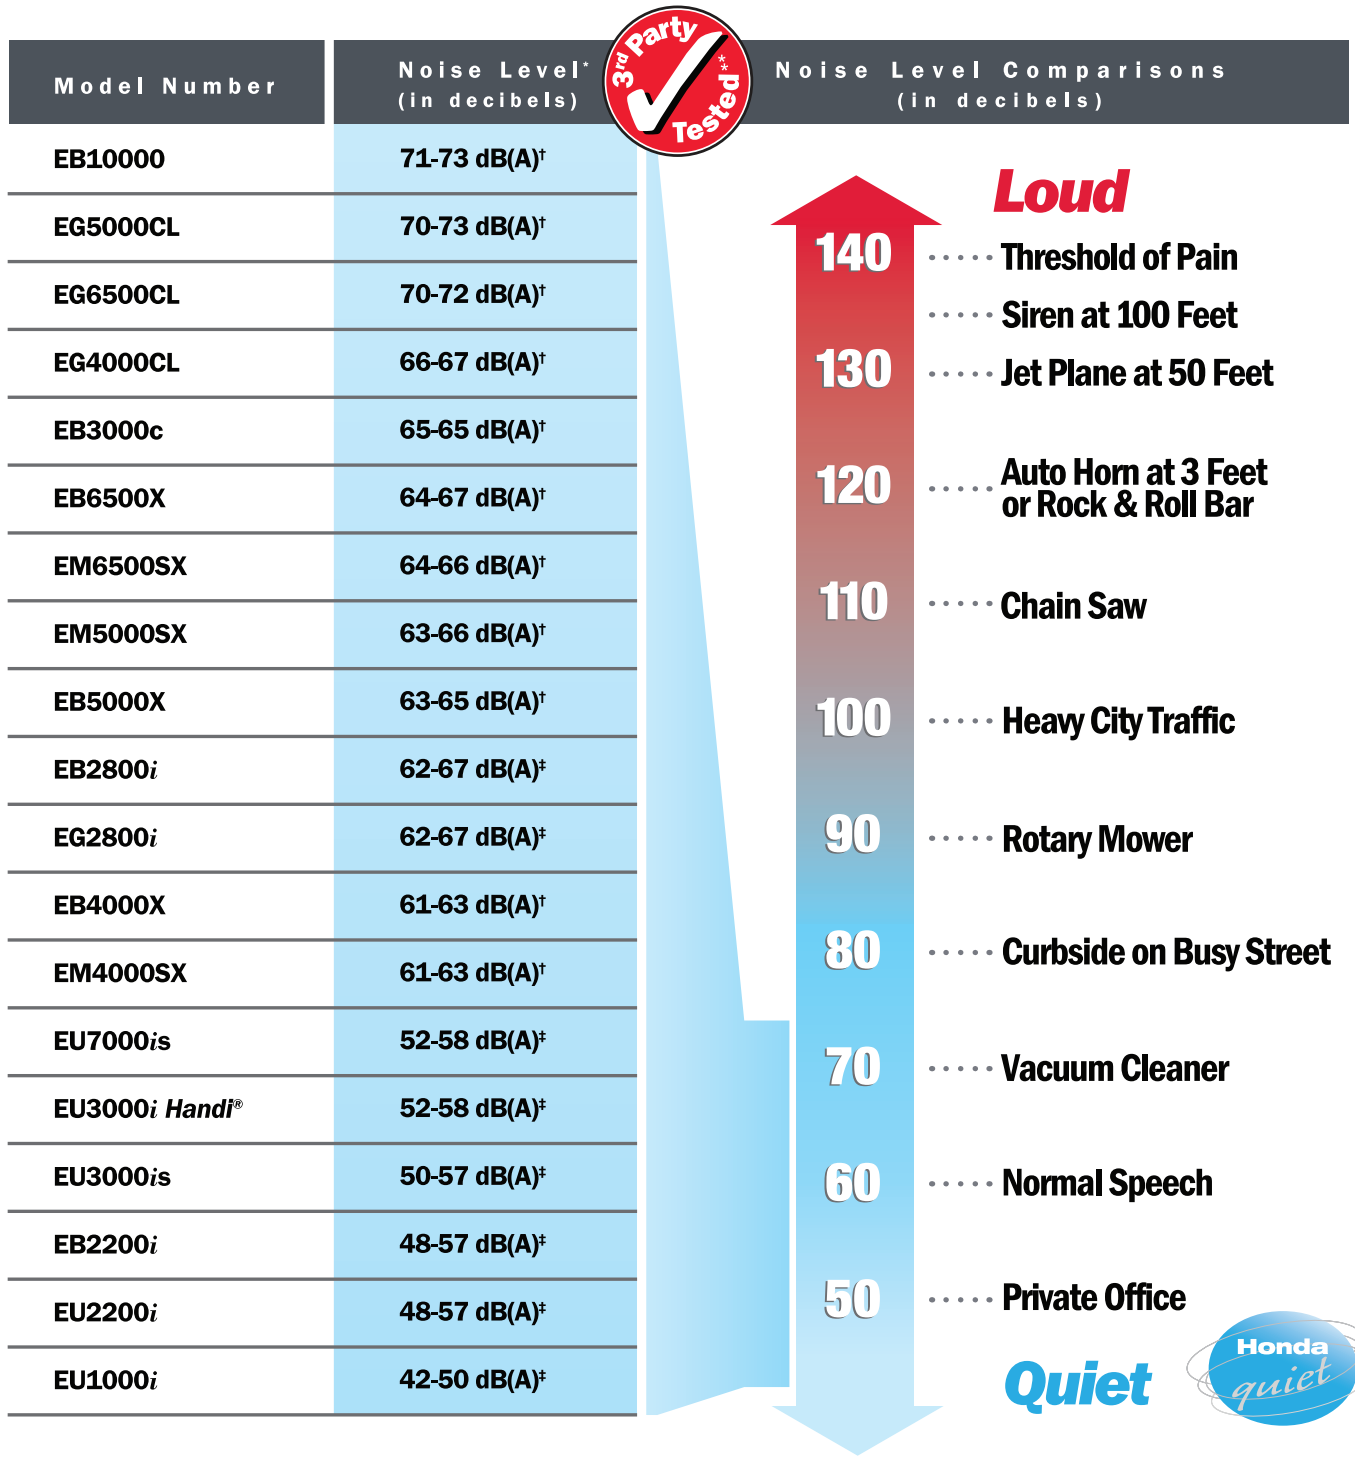 Model Number
Noise Level*
(in decibels)
3rd Party
Tested**
Noise Level Comparisons
(in decibels)
EB10000 71-73 dB(A)†
EG5000CL 70-73 dB(A)†
EG6500CL 70-72 dB(A)†
EG4000CL 66-67 dB(A)†
EB3000c 65-65 dB(A)†
EB6500X 64-67 dB(A)†
EM6500SX 64-66 dB(A)†
EM5000SX 63-66 dB(A)†
EB5000X 63-65 dB(A)†
EB2800i 62-67 dB(A)‡
EG2800i 62-67 dB(A)‡
EB4000X 61-63 dB(A)†
EM4000SX 61-63 dB(A)†
EU7000is 52-58 dB(A)‡
EU3000i Handi® 52-58 dB(A)‡
EU3000is 50-57 dB(A)‡
EB2200i 48-57 dB(A)‡
EU2200i 48-57 dB(A)‡
EU1000i 42-50 dB(A)‡
Loud
140 Threshold of Pain
Siren at 100 Feet
130 Jet Plane at 50 Feet
120 Auto Horn at 3 Feet
or Rock & Roll Bar
110 Chain Saw
100 Heavy City Traffic
90 Rotary Mower
80 Curbside on Busy Street
70 Vacuum Cleaner
60 Normal Speech
50 Private Office
Quiet
Honda
quiet